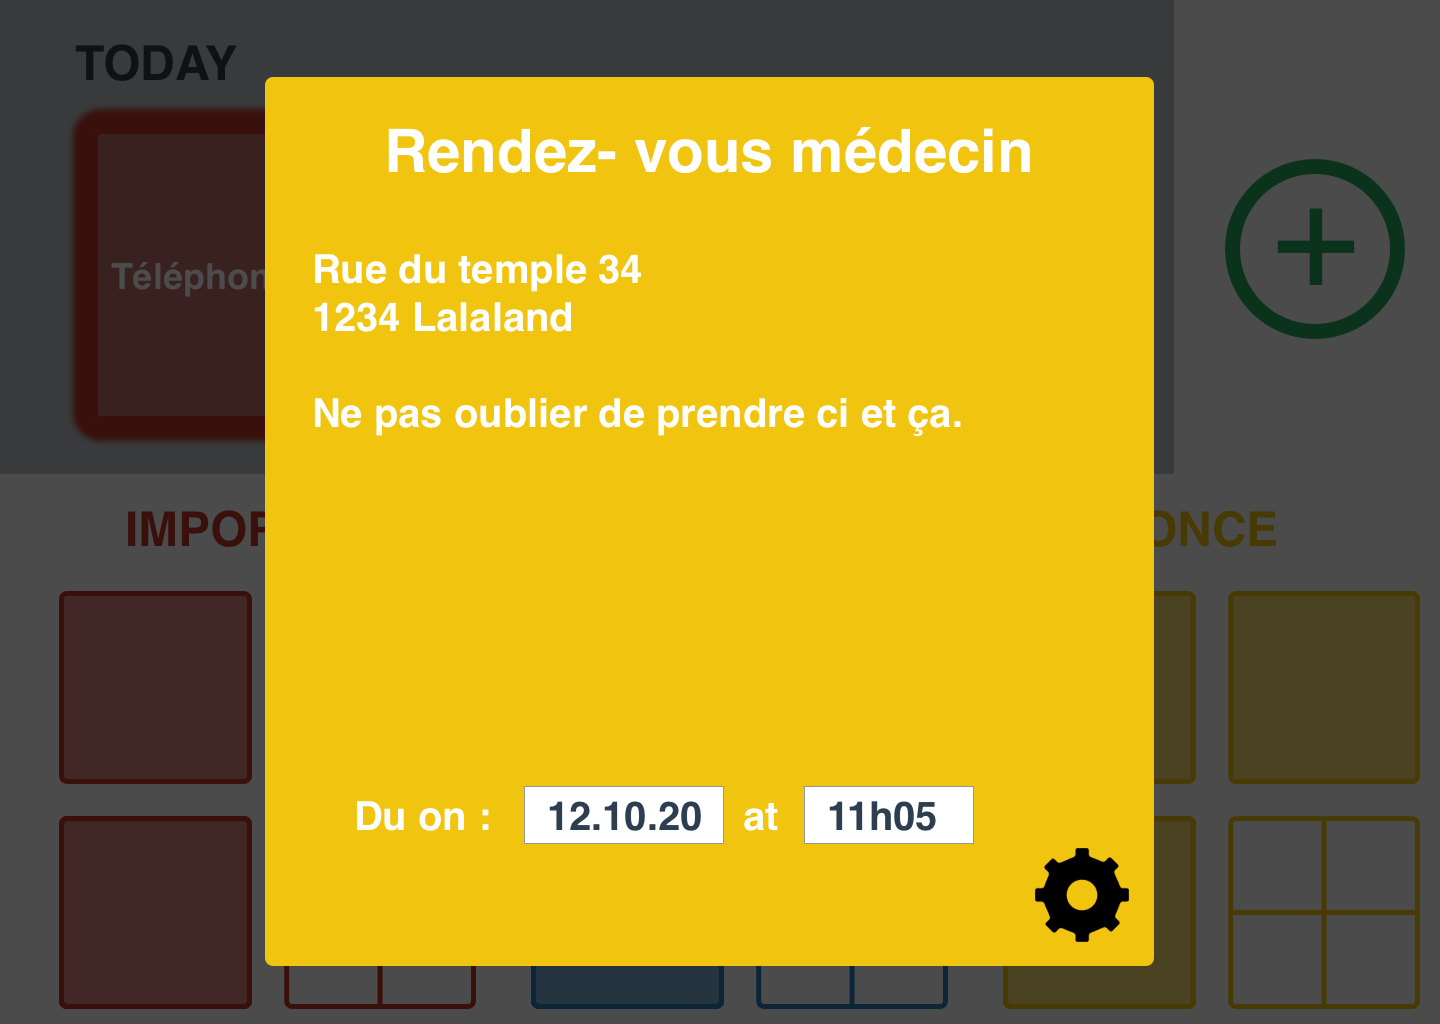 TODAY
Rendez- vous médecin
Téléphon
Rue du temple 34
1234 Lalaland
Ne pas oublier de prendre ci et ça.
IMPOR
ONCE
Du on : 12.10.20 at 11h05